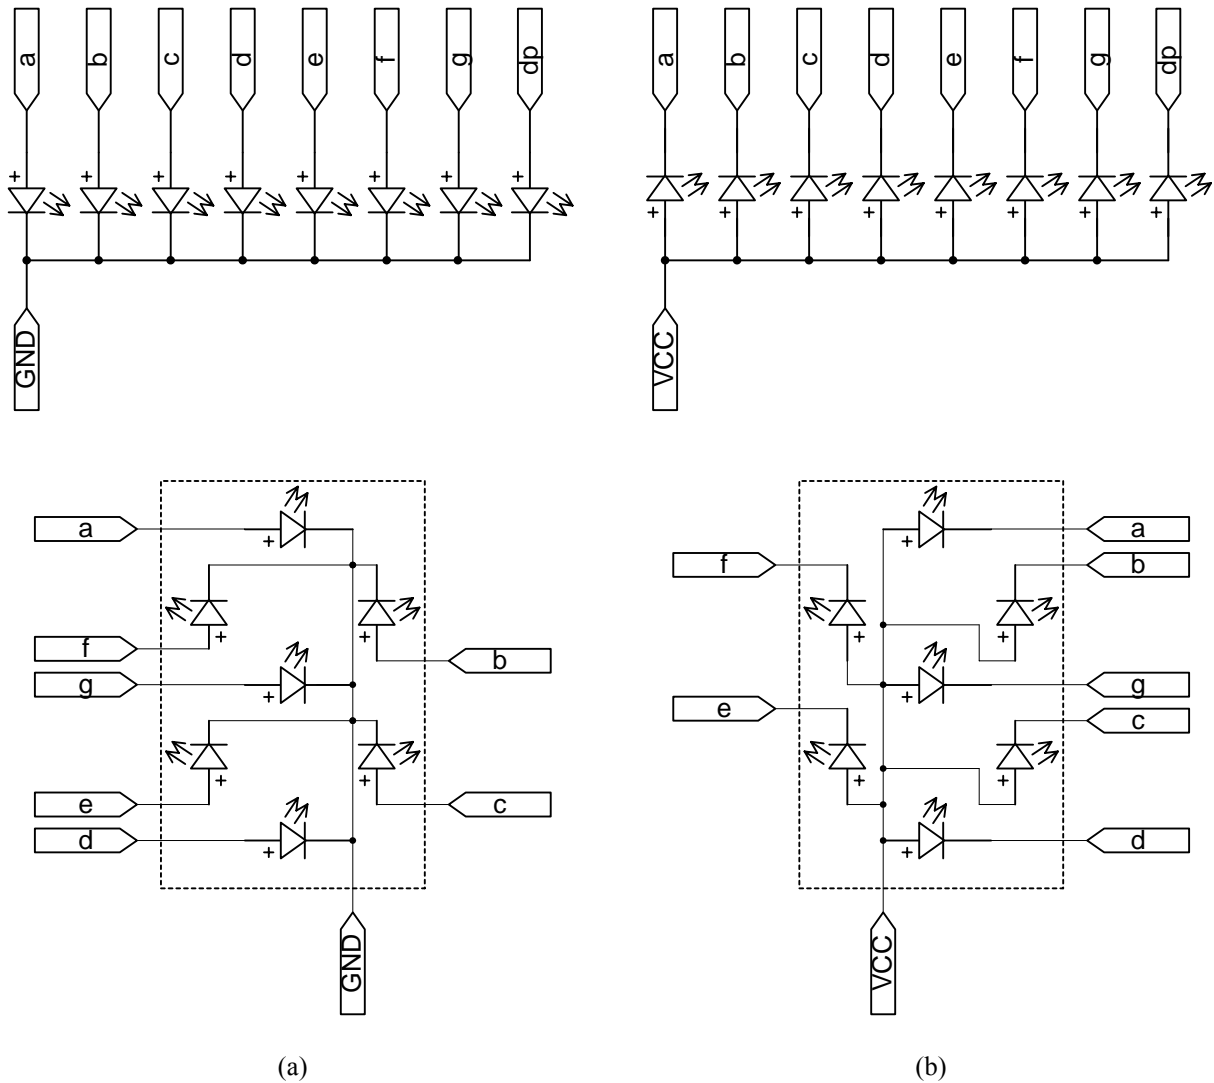 a b c d e f g dp
a b c d e f g dp
+ + + + + + + +
+ + + + + + + +
GND
VCC
a
+
f
+ +
b
g
+
e
+ +
c
d
+
GND
a
+
f
b
+ +
g
+
e
c
+ +
d
+
VCC
(a)
(b)